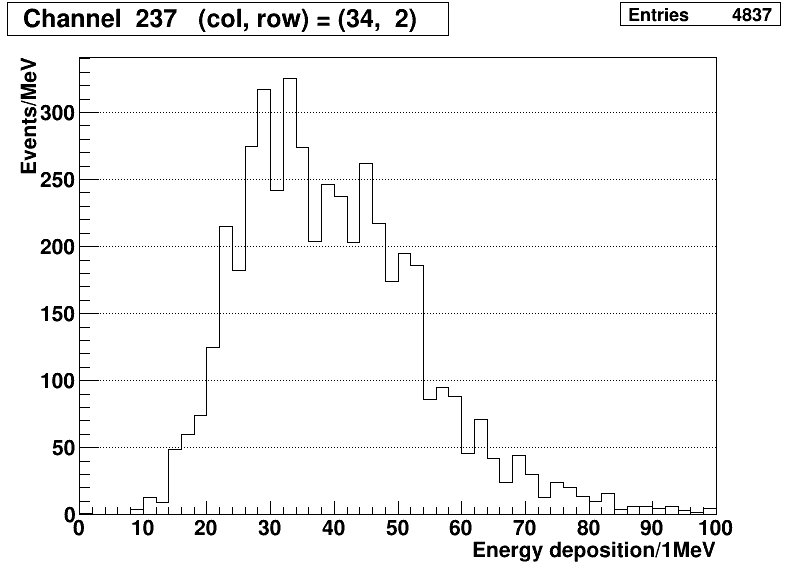 Channel 237 (col, row) = (34, 2)
Entries 4837
Events/MeV
300
250
200
150
100
50
0
0 10 20 30 40 50 60 70 80 90 100
Energy deposition/1MeV